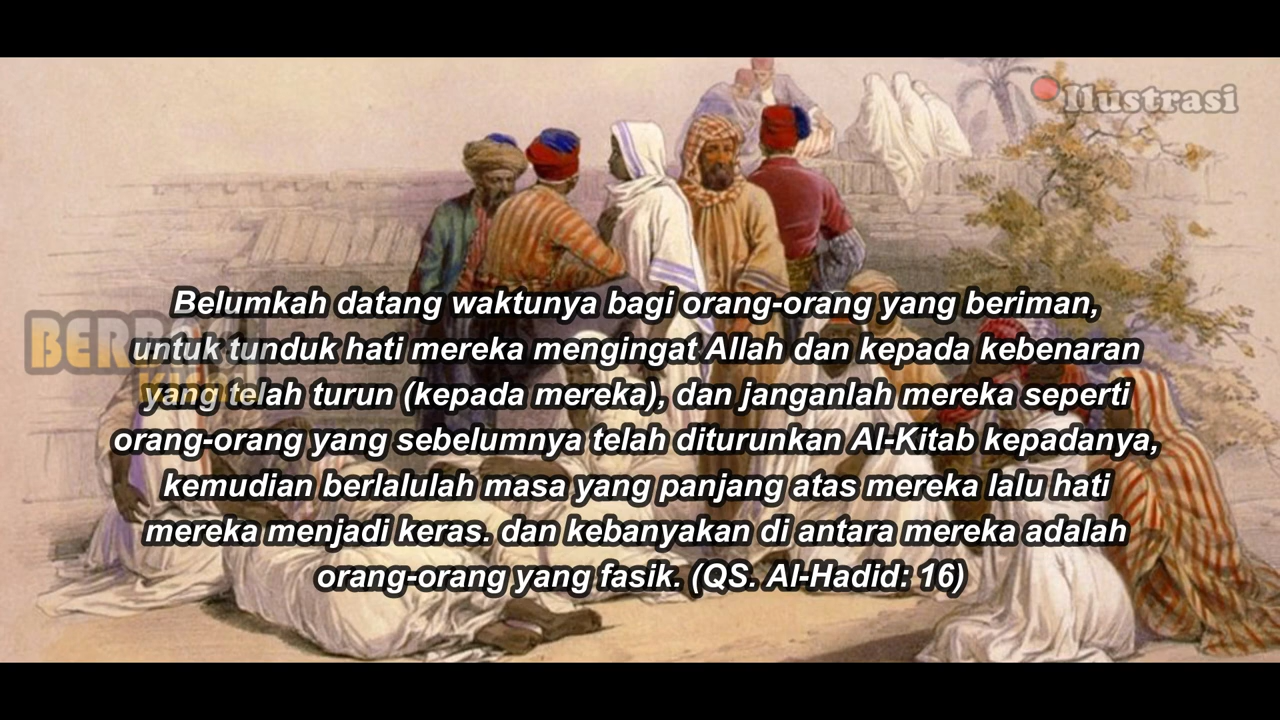 Ilustrasi
Belumkah datang waktunya bagi orang-orang yang beriman,
untuk tunduk hati mereka mengingat Allah dan kepada kebenaran
yang telah turun (kepada mereka), dan janganlah mereka seperti
orang-orang yang sebelumnya telah diturunkan Al-Kitab kepadanya,
kemudian berlalulah masa yang panjang atas mereka lalu hati
mereka menjadi keras. dan kebanyakan di antara mereka adalah
orang-orang yang fasik. (QS. Al-Hadid: 16)